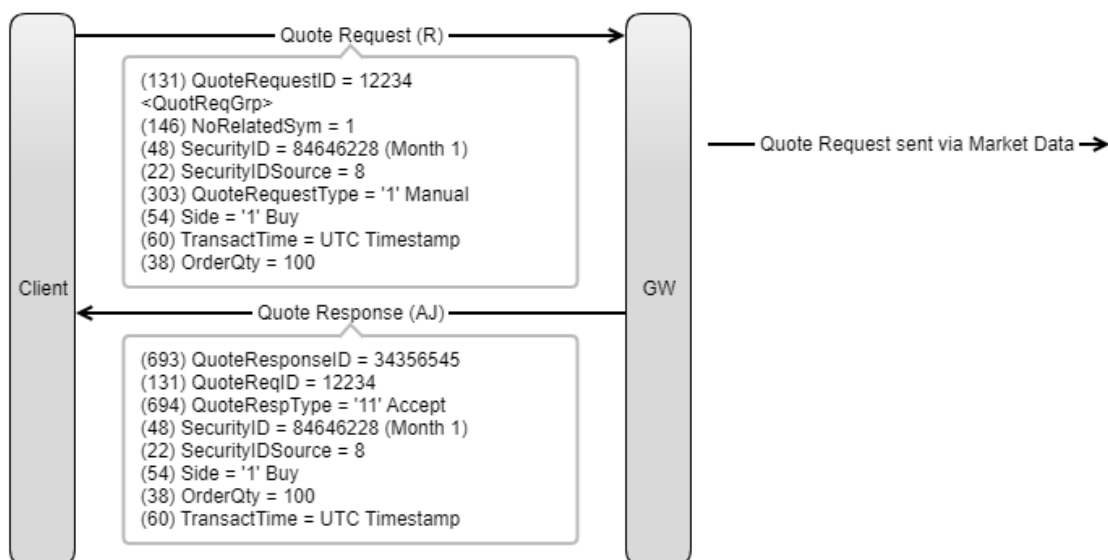 Quote Request (R)
(131) QuoteRequestID = 12234
<QuotReqGrp>
(146) NoRelatedSym = 1
(48) SecurityID = 84646228 (Month 1)
(22) SecurityIDSource = 8
(303) QuoteRequestType = '1' Manual
(54) Side = '1' Buy
(60) TransactTime = UTC Timestamp
(38) OrderQty = 100
Quote Request sent via Market Data
Client
GW
Quote Response (AJ)
(693) QuoteResponseID = 34356545
(131) QuoteReqID = 12234
(694) QuoteRespType = '11' Accept
(48) SecurityID = 84646228 (Month 1)
(22) SecurityIDSource = 8
(54) Side = '1' Buy
(38) OrderQty = 100
(60) TransactTime = UTC Timestamp